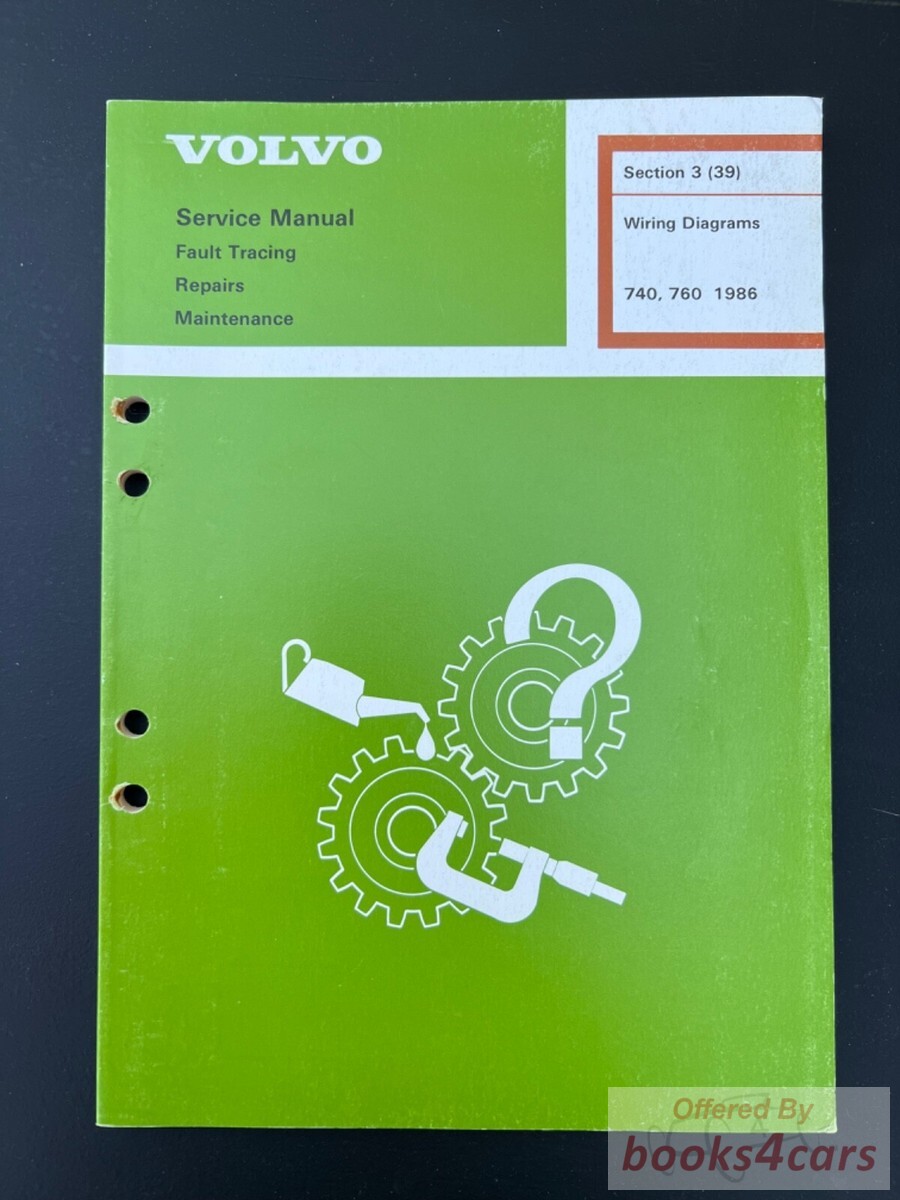 VOLVO
Service Manual
Fault Tracing
Repairs
Maintenance
Section 3 (39)
Wiring Diagrams
740, 760 1986
Offered By
books4cars